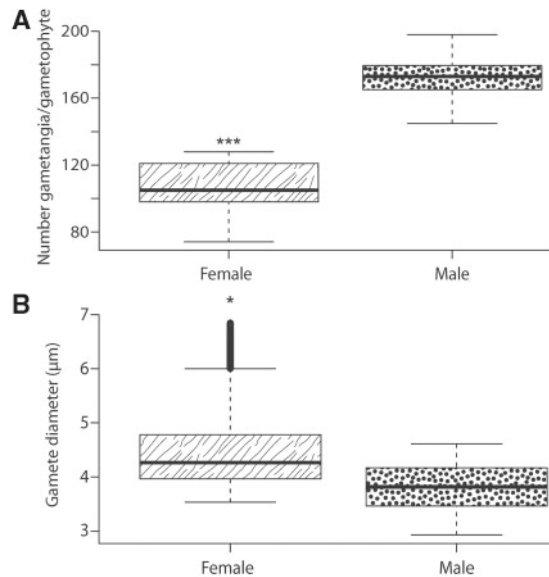 A
Number gametangia/gametophyte
200
160
120
80
***
Female
Male
B
Gamete diameter (μm)
7
6
5
4
3
*
Female
Male